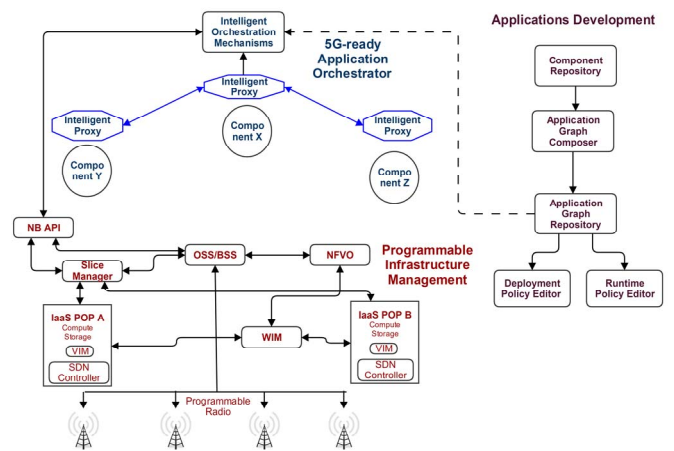 Applications Development
Intelligent
Orchestration
Mechanisms
5G-ready
Application
Orchestrator
Component
Repository
Intelligent
Proxy
Compo
nent X
Intelligent
Proxy
Intelligent
Proxy
Application
Graph
Composer
Compo
nent Y
Compo
nent Z
Application
Graph
Repository
NB API
OSS/BSS
NFVO
Programmable
Infrastructure
Management
Slice
Manager
Deployment
Policy Editor
Runtime
Policy Editor
IaaS POP A
Compute
Storage
VIM
SDN
Controller
WIM
IaaS POP B
Compute
Storage
VIM
SDN
Controller
Programmable
Radio